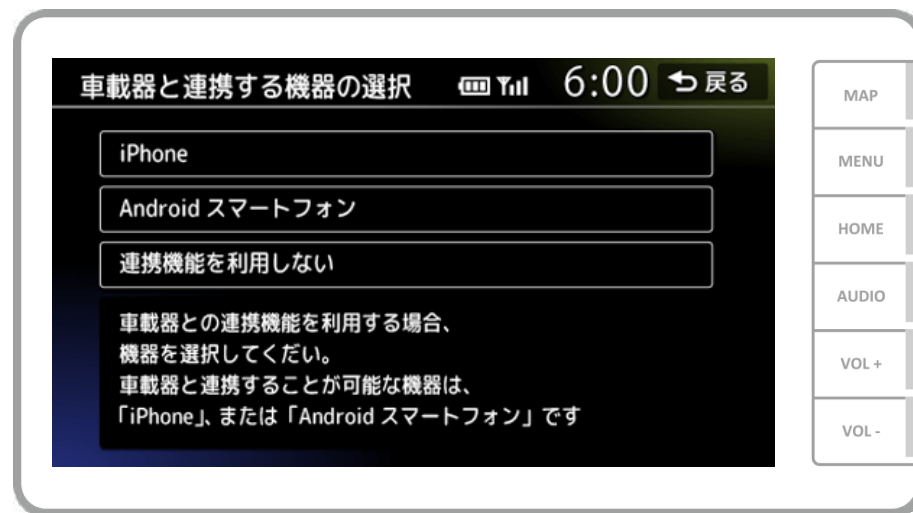 車載器と連携する機器の選択 6:00 戻る
iPhone
Android スマートフォン
連携機能を利用しない
車載器との連携機能を利用する場合、
機器を選択してくだい。
車載器と連携することが可能な機器は、
「iPhone」、または「Android スマートフォン」です
MAP
MENU
HOME
AUDIO
VOL +
VOL -